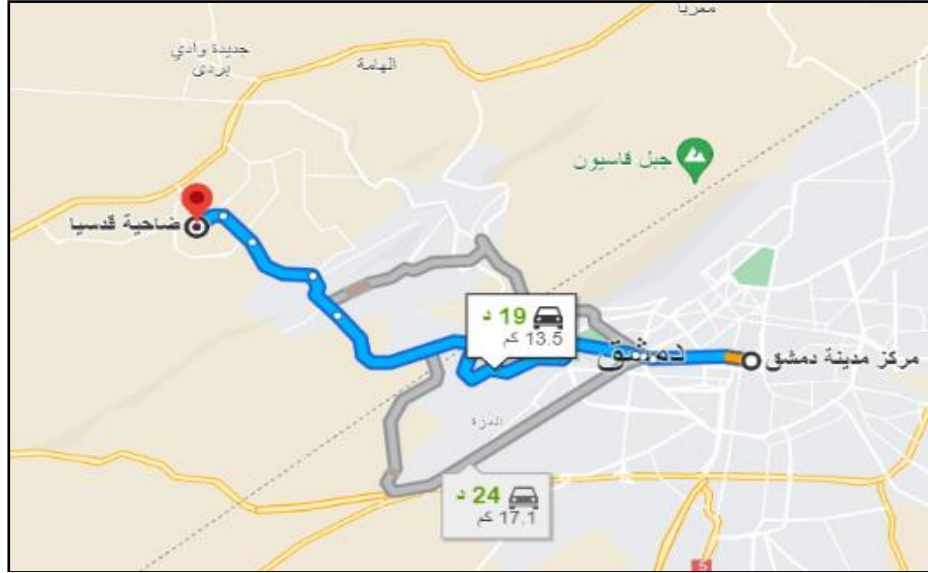 معربا
جديدة وادي
بردى
الهامة
جبل قاسيون
ضاحية قدسيا
19 د
13.5 كم
دمشق
مركز مدينة دمشق
المزة
24 د
17.1 كم
5